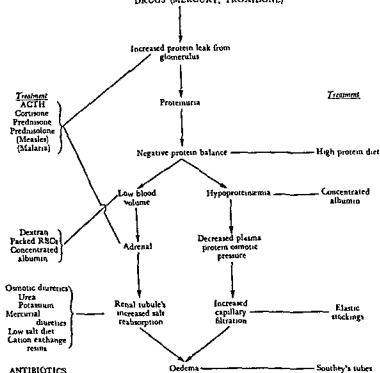 DRUGS (MERCURY, TROXIDONE)
Increased protein leak from
glomerulus
Treatment
ACTH
Cortisone
Prednisone
Prednisolone
(Measles)
(Malaria)
Proteinuria
Treatment
Negative protein balance
High protein diet
Low blood
volume
Hypoproteinæmia
Concentrated
albumin
Dextran
Packed RBCs
Concentrated
albumin
Adrenal
Decreased plasma
protein osmotic
pressure
Osmotic diuretics
Urea
Potassium
Mercurial
diuretics
Low salt diet
Cation exchange
resins
Renal tubule's
increased salt
reabsorption
Increased
capillary
filtration
Elastic
stockings
ANTIBIOTICS
Oedema
Southey's tubes